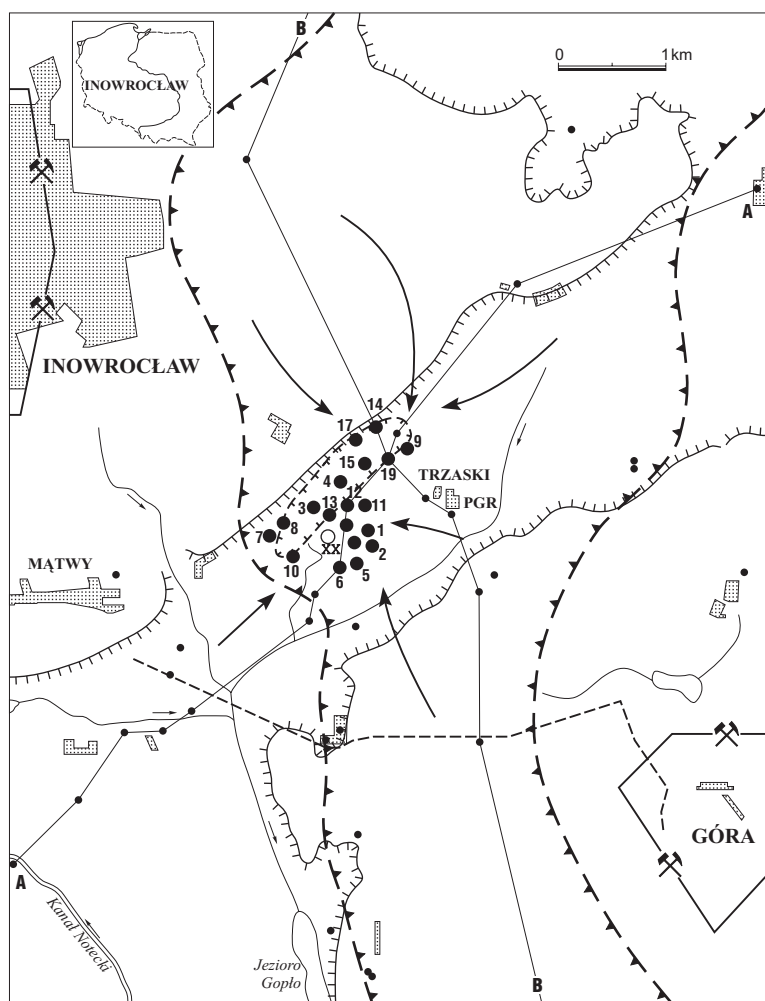 B
INOWROCŁAW
0 1 km
A
INOWROCŁAW
14
17
9
15
19
TRZASKI
4
12
PGR
3
13
11
8
1
7
XX
2
10
6
5
MĄTWY
GÓRA
A
Kanał Notecki
Jezioro
Gopło
B